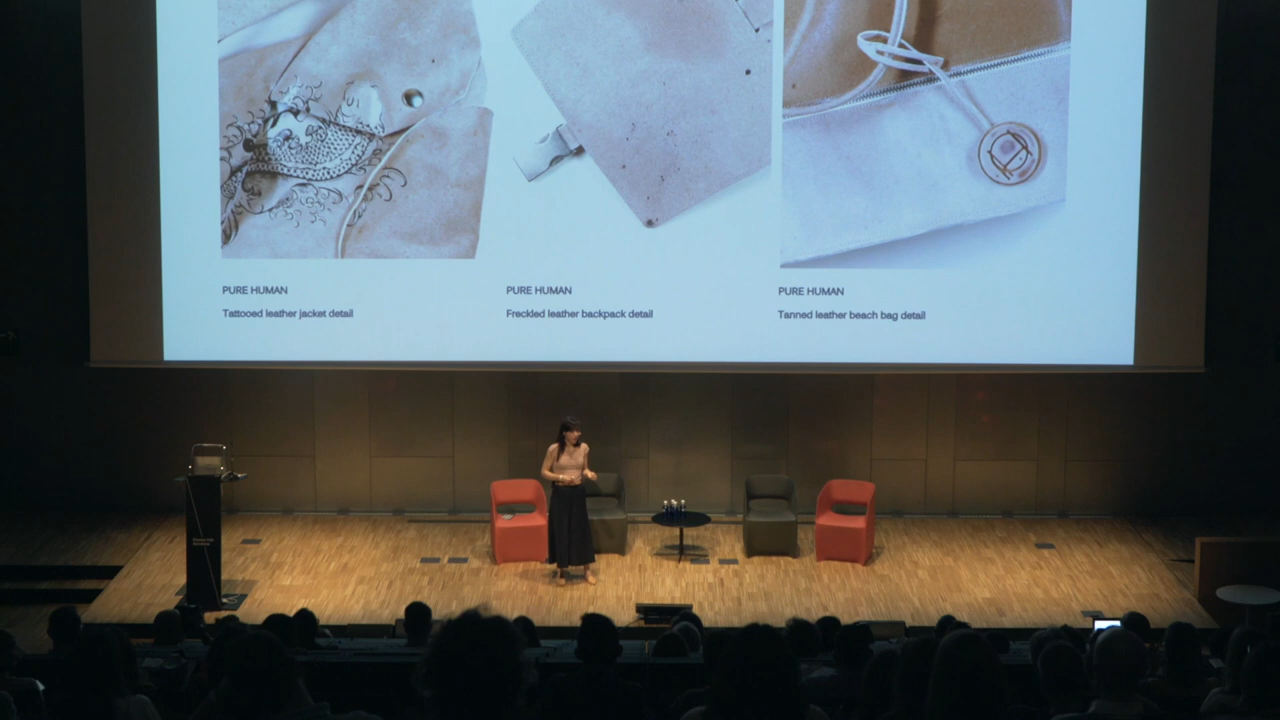 PURE HUMAN
Tattooed leather jacket detail
PURE HUMAN
Freckled leather backpack detail
PURE HUMAN
Tanned leather beach bag detail